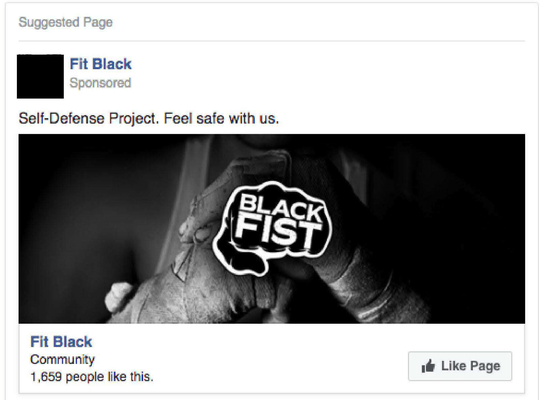 Suggested Page
Fit Black
Sponsored
Self-Defense Project. Feel safe with us.
BLACK
FIST
Fit Black
Community
1,659 people like this.
Like Page